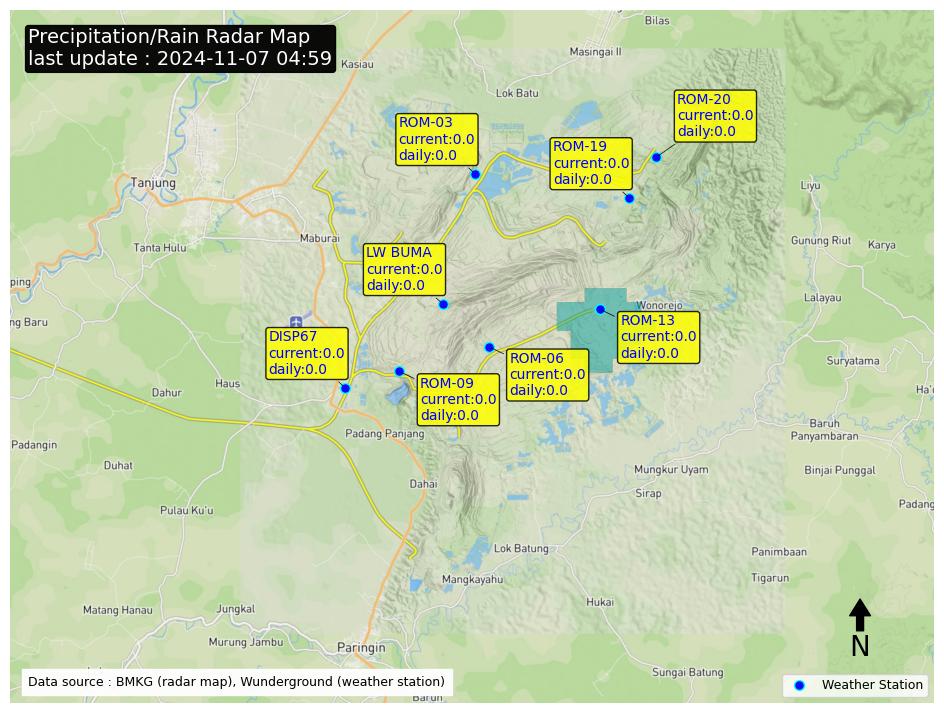 Precipitation/Rain Radar Map
last update : 2024-11-07 04:59
Bilas
Masingai II
Kasiau
Lok Batu
ROM-20
current:0.0
daily:0.0
ROM-03
current:0.0
daily:0.0
ROM-19
current:0.0
daily:0.0
Tanjung
Liyu
Maburai
Tanta Hulu
Gunung Riut
Karya
LW BUMA
current:0.0
daily:0.0
ping
Lalayau
Wonorejo
ng Baru
ROM-13
current:0.0
daily:0.0
DISP67
current:0.0
daily:0.0
ROM-06
current:0.0
daily:0.0
Suryatama
Haus
Dahur
ROM-09
current:0.0
daily:0.0
Ha'
Baruh
Panyambaran
Padang Panjang
Padangin
Duhat
Mungkur Uyam
Binjai Punggal
Dahai
Sirap
Padang
Pulau Ku'u
Lok Batung
Panimbaan
Mangkayahu
Tigarun
Hukai
Matang Hanau
Jungkal
Murung Jambu
Paringin
N
Sungai Batung
Data source : BMKG (radar map), Wunderground (weather station)
Weather Station
Barun